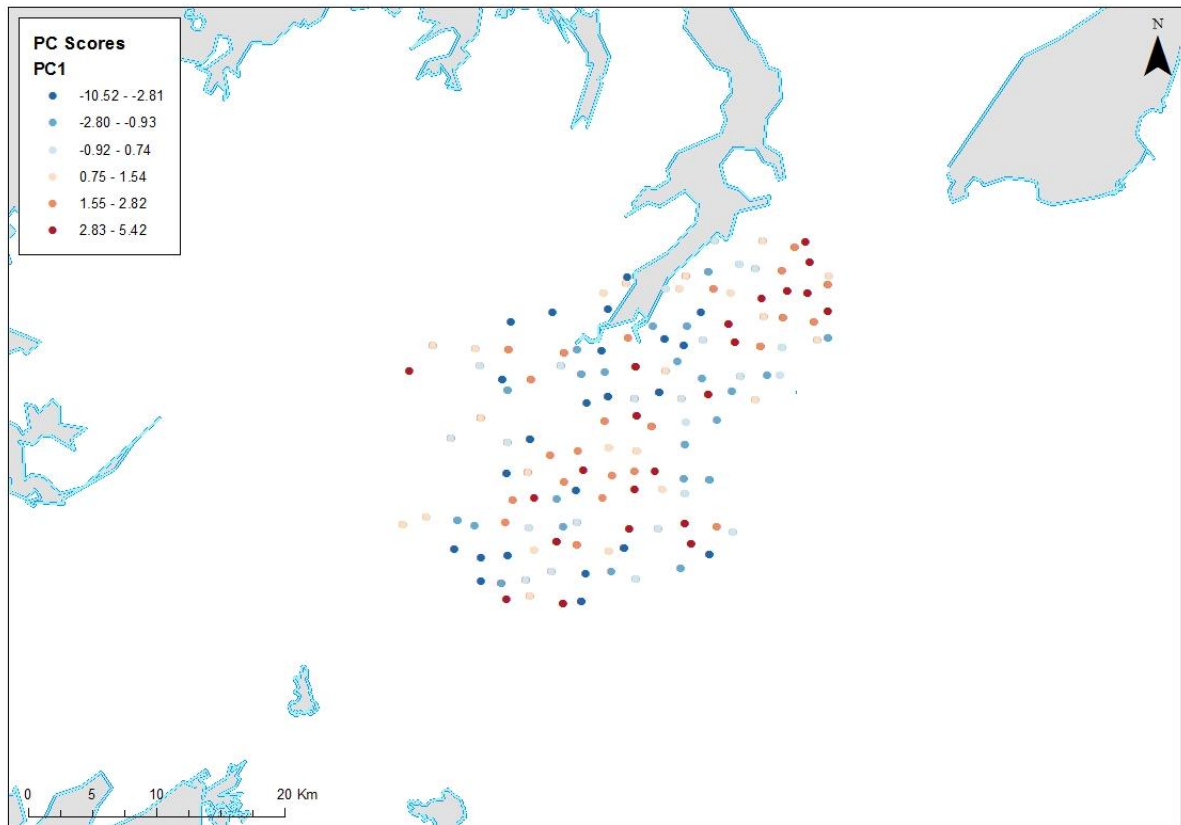 PC Scores
PC1
-10.52 - -2.81
-2.80 - -0.93
-0.92 - 0.74
0.75 - 1.54
1.55 - 2.82
2.83 - 5.42
N
0 5 10 20 Km